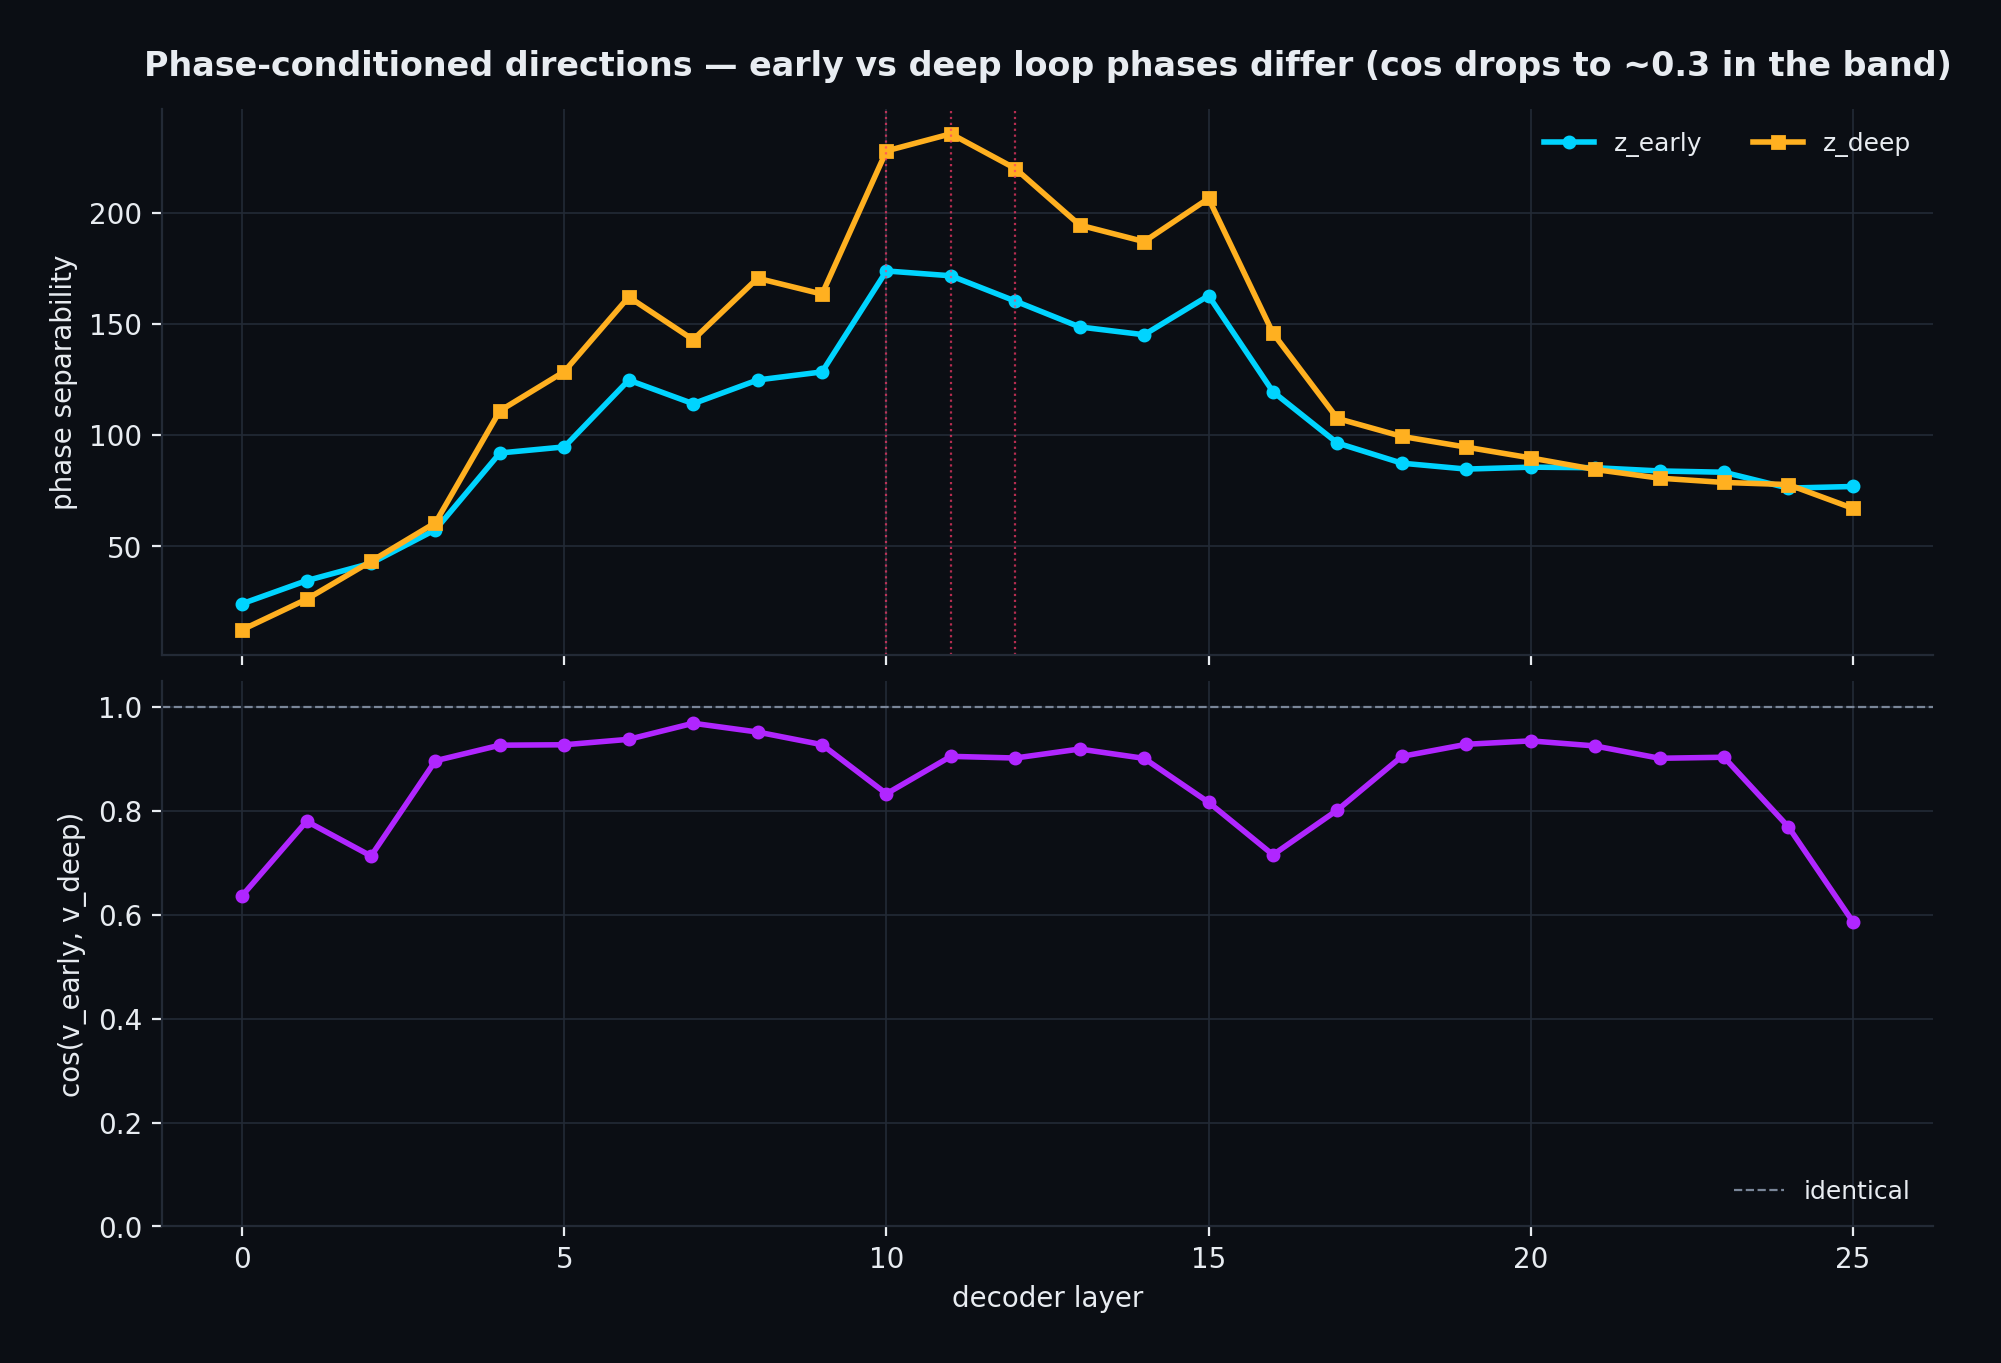 Phase-conditioned directions — early vs deep loop phases differ (cos drops to ~0.3 in the band)
z_early
z_deep
phase separability
200
150
100
50
cos(v_early, v_deep)
1.0
0.8
0.6
0.4
0.2
0.0
identical
0
5
10
15
20
25
decoder layer